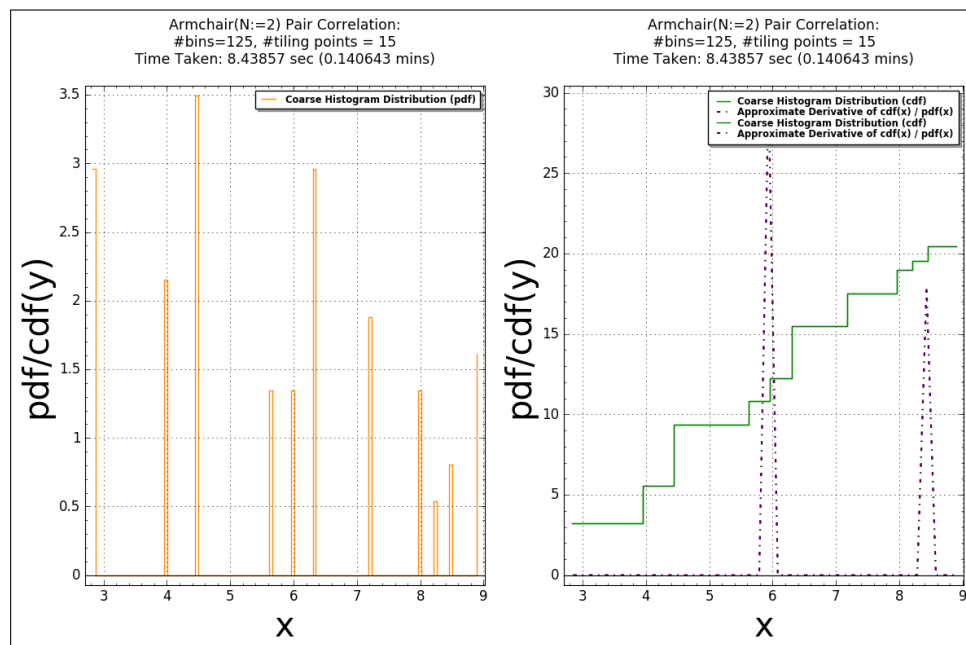 Armchair(N:=2) Pair Correlation:
#bins=125, #tiling points = 15
Time Taken: 8.43857 sec (0.140643 mins)
Coarse Histogram Distribution (pdf)
pdf/cdf(y)
3.5
3
2.5
2
1.5
1
0.5
0
3 4 5 6 7 8 9
x
Armchair(N:=2) Pair Correlation:
#bins=125, #tiling points = 15
Time Taken: 8.43857 sec (0.140643 mins)
Coarse Histogram Distribution (cdf)
Approximate Derivative of cdf(x) / pdf(x)
Coarse Histogram Distribution (cdf)
Approximate Derivative of cdf(x) / pdf(x)
pdf/cdf(y)
30
25
20
15
10
5
0
3 4 5 6 7 8 9
x